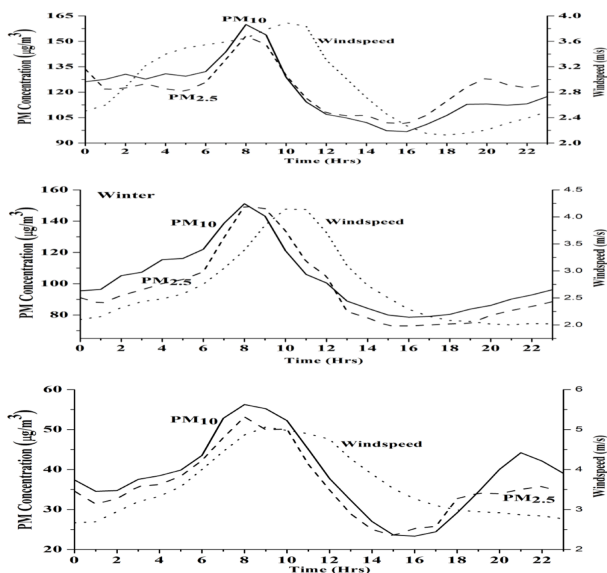 165
150
135
120
105
90
PM Concentration (µg/m³)
PM10
Windspeed
PM2.5
4.0
3.6
3.2
2.8
2.4
2.0
Windspeed (m/s)
0 2 4 6 8 10 12 14 16 18 20 22
Time (Hrs)
160
140
120
100
80
PM Concentration (µg/m³)
Winter
PM10
Windspeed
PM2.5
4.5
4.0
3.5
3.0
2.5
2.0
Windspeed (m/s)
0 2 4 6 8 10 12 14 16 18 20 22
Time (Hrs)
60
50
40
30
20
PM Concentration (µg/m³)
PM10
Windspeed
PM2.5
6
5
4
3
2
Windspeed (m/s)
0 2 4 6 8 10 12 14 16 18 20 22
Time (Hrs)